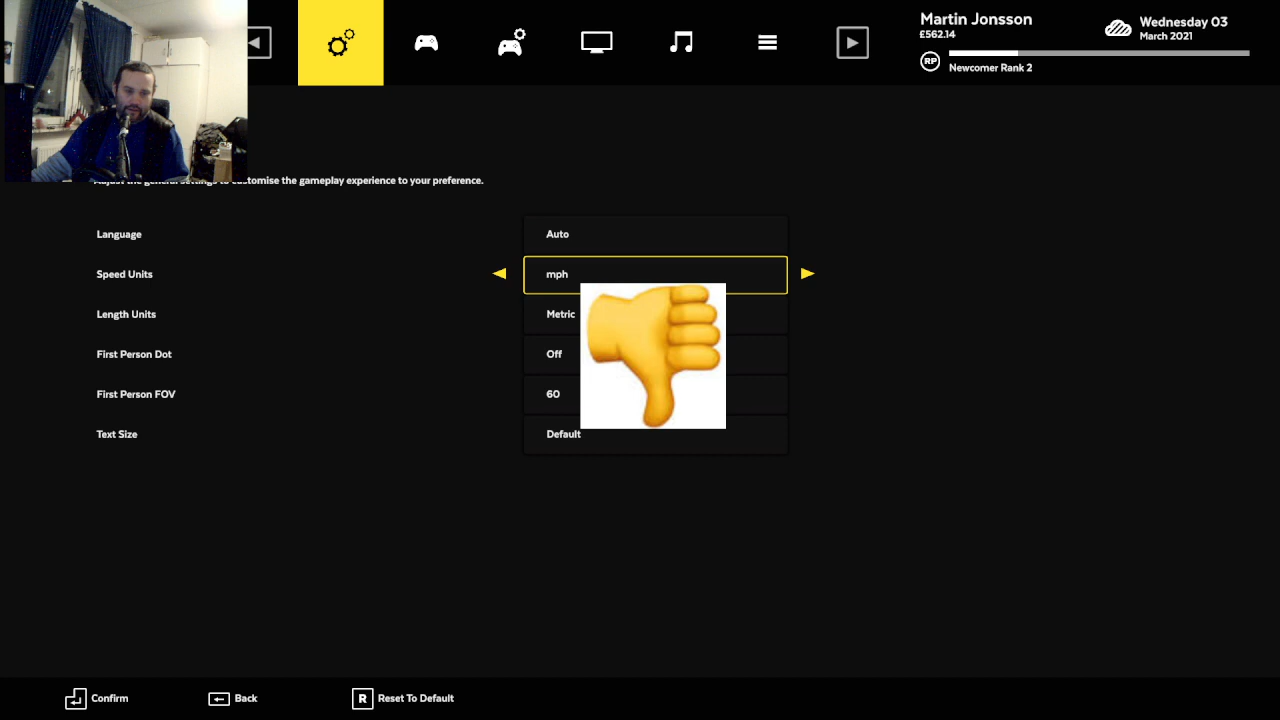 Martin Jonsson
£562.14
Wednesday 03
March 2021
RP
Newcomer Rank 2
Adjust the general settings to customise the gameplay experience to your preference.
Language Auto
Speed Units mph
Length Units Metric
First Person Dot Off
First Person FOV 60
Text Size Default
Confirm
Back
R Reset To Default